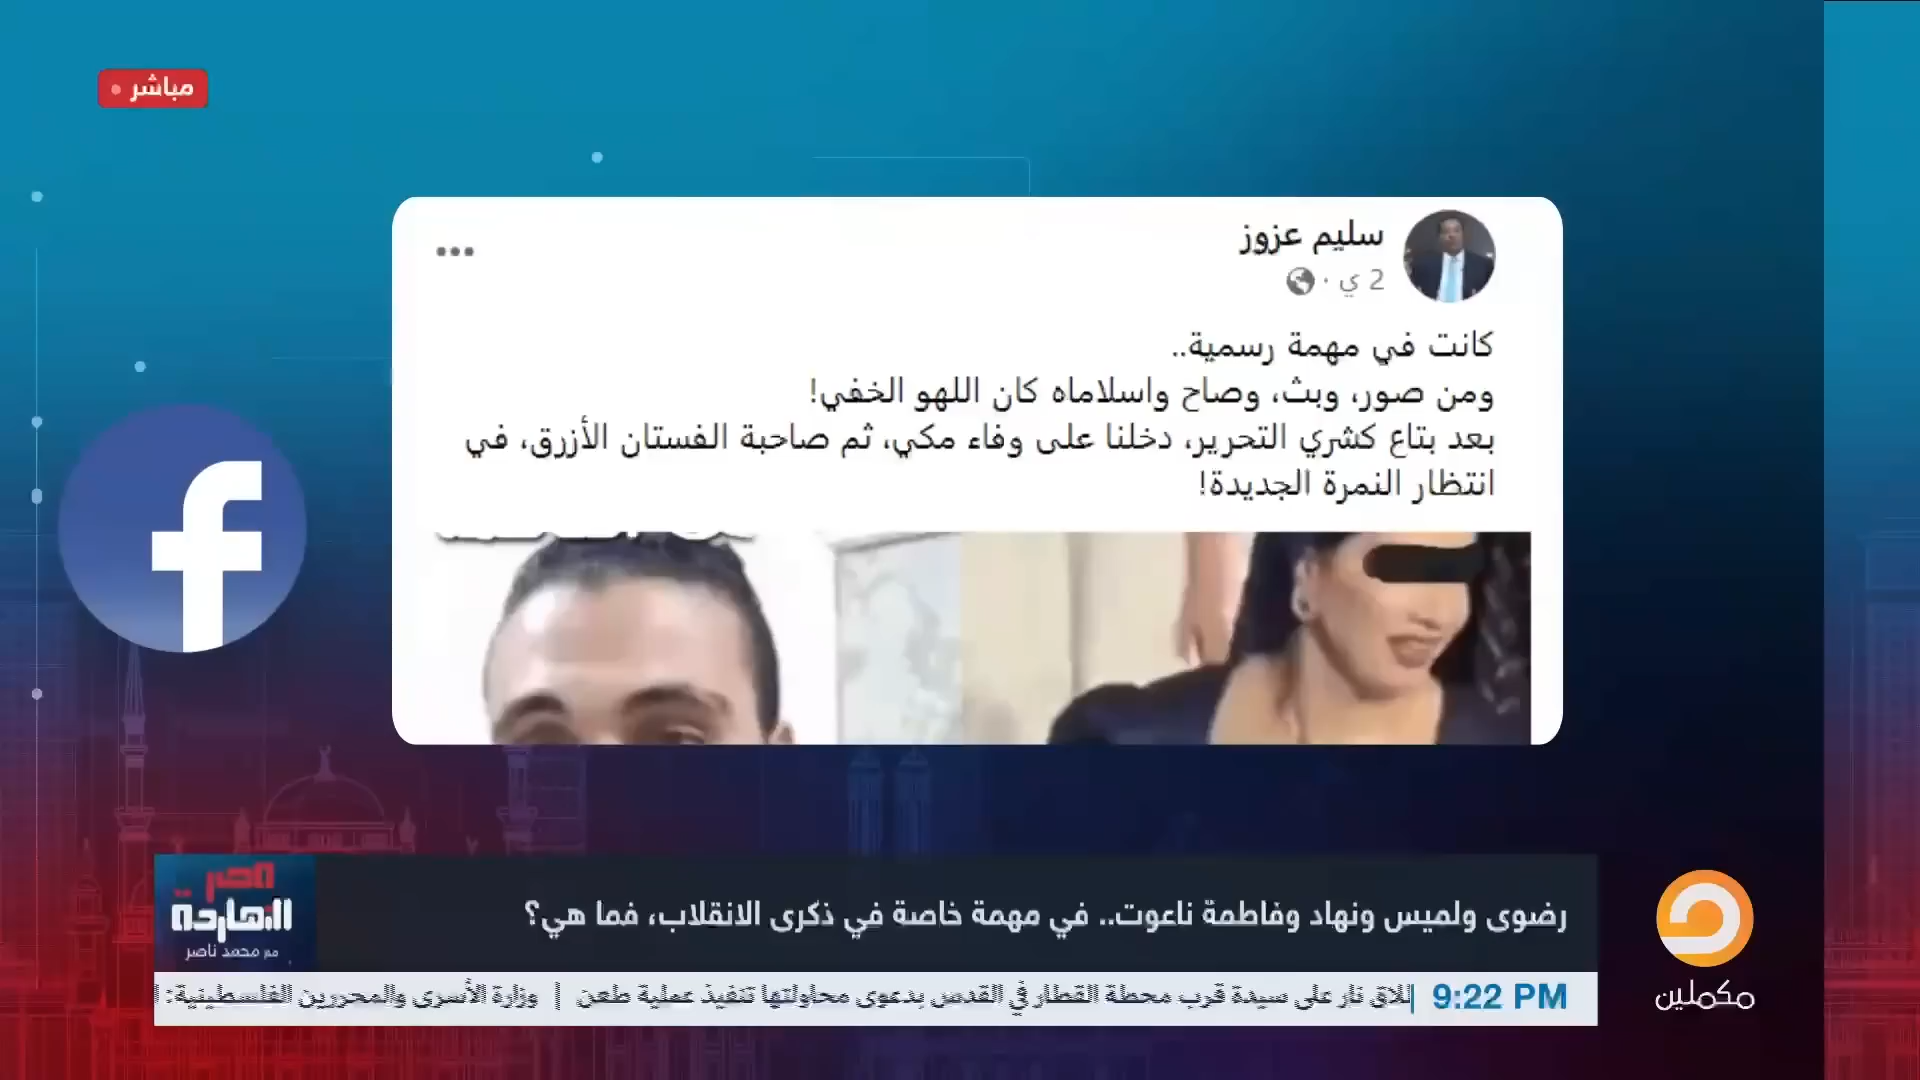 مباشر
سليم عزوز
2 ي
كانت في مهمة رسمية..
ومن صور، وبث، وصاح واسلاماه كان اللهو الخفي!
بعد بتاع كشري التحرير، دخلنا على وفاء مكي، ثم صاحبة الفستان الأزرق، في
انتظار النمرة الجديدة!
مصر
النهاردة
مع محمد ناصر
رضوى ولميس ونهاد وفاطمة ناعوت.. في مهمة خاصة في ذكرى الانقلاب، فما هي؟
9:22 PM
نار على سيدة قرب محطة القطار في القدس بدعوى محاولتها تنفيذ عملية طعن | وزارة الأسرى والمحررين الفلسطينية:
مكملين